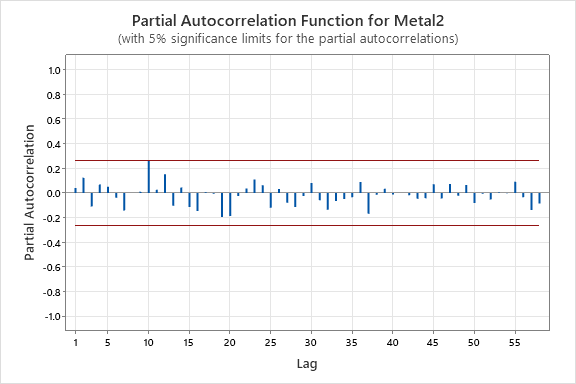 Partial Autocorrelation Function for Metal2
(with 5% significance limits for the partial autocorrelations)
1.0
0.8
0.6
0.4
0.2
0.0
-0.2
-0.4
-0.6
-0.8
-1.0
Partial Autocorrelation
1 5 10 15 20 25 30 35 40 45 50 55
Lag